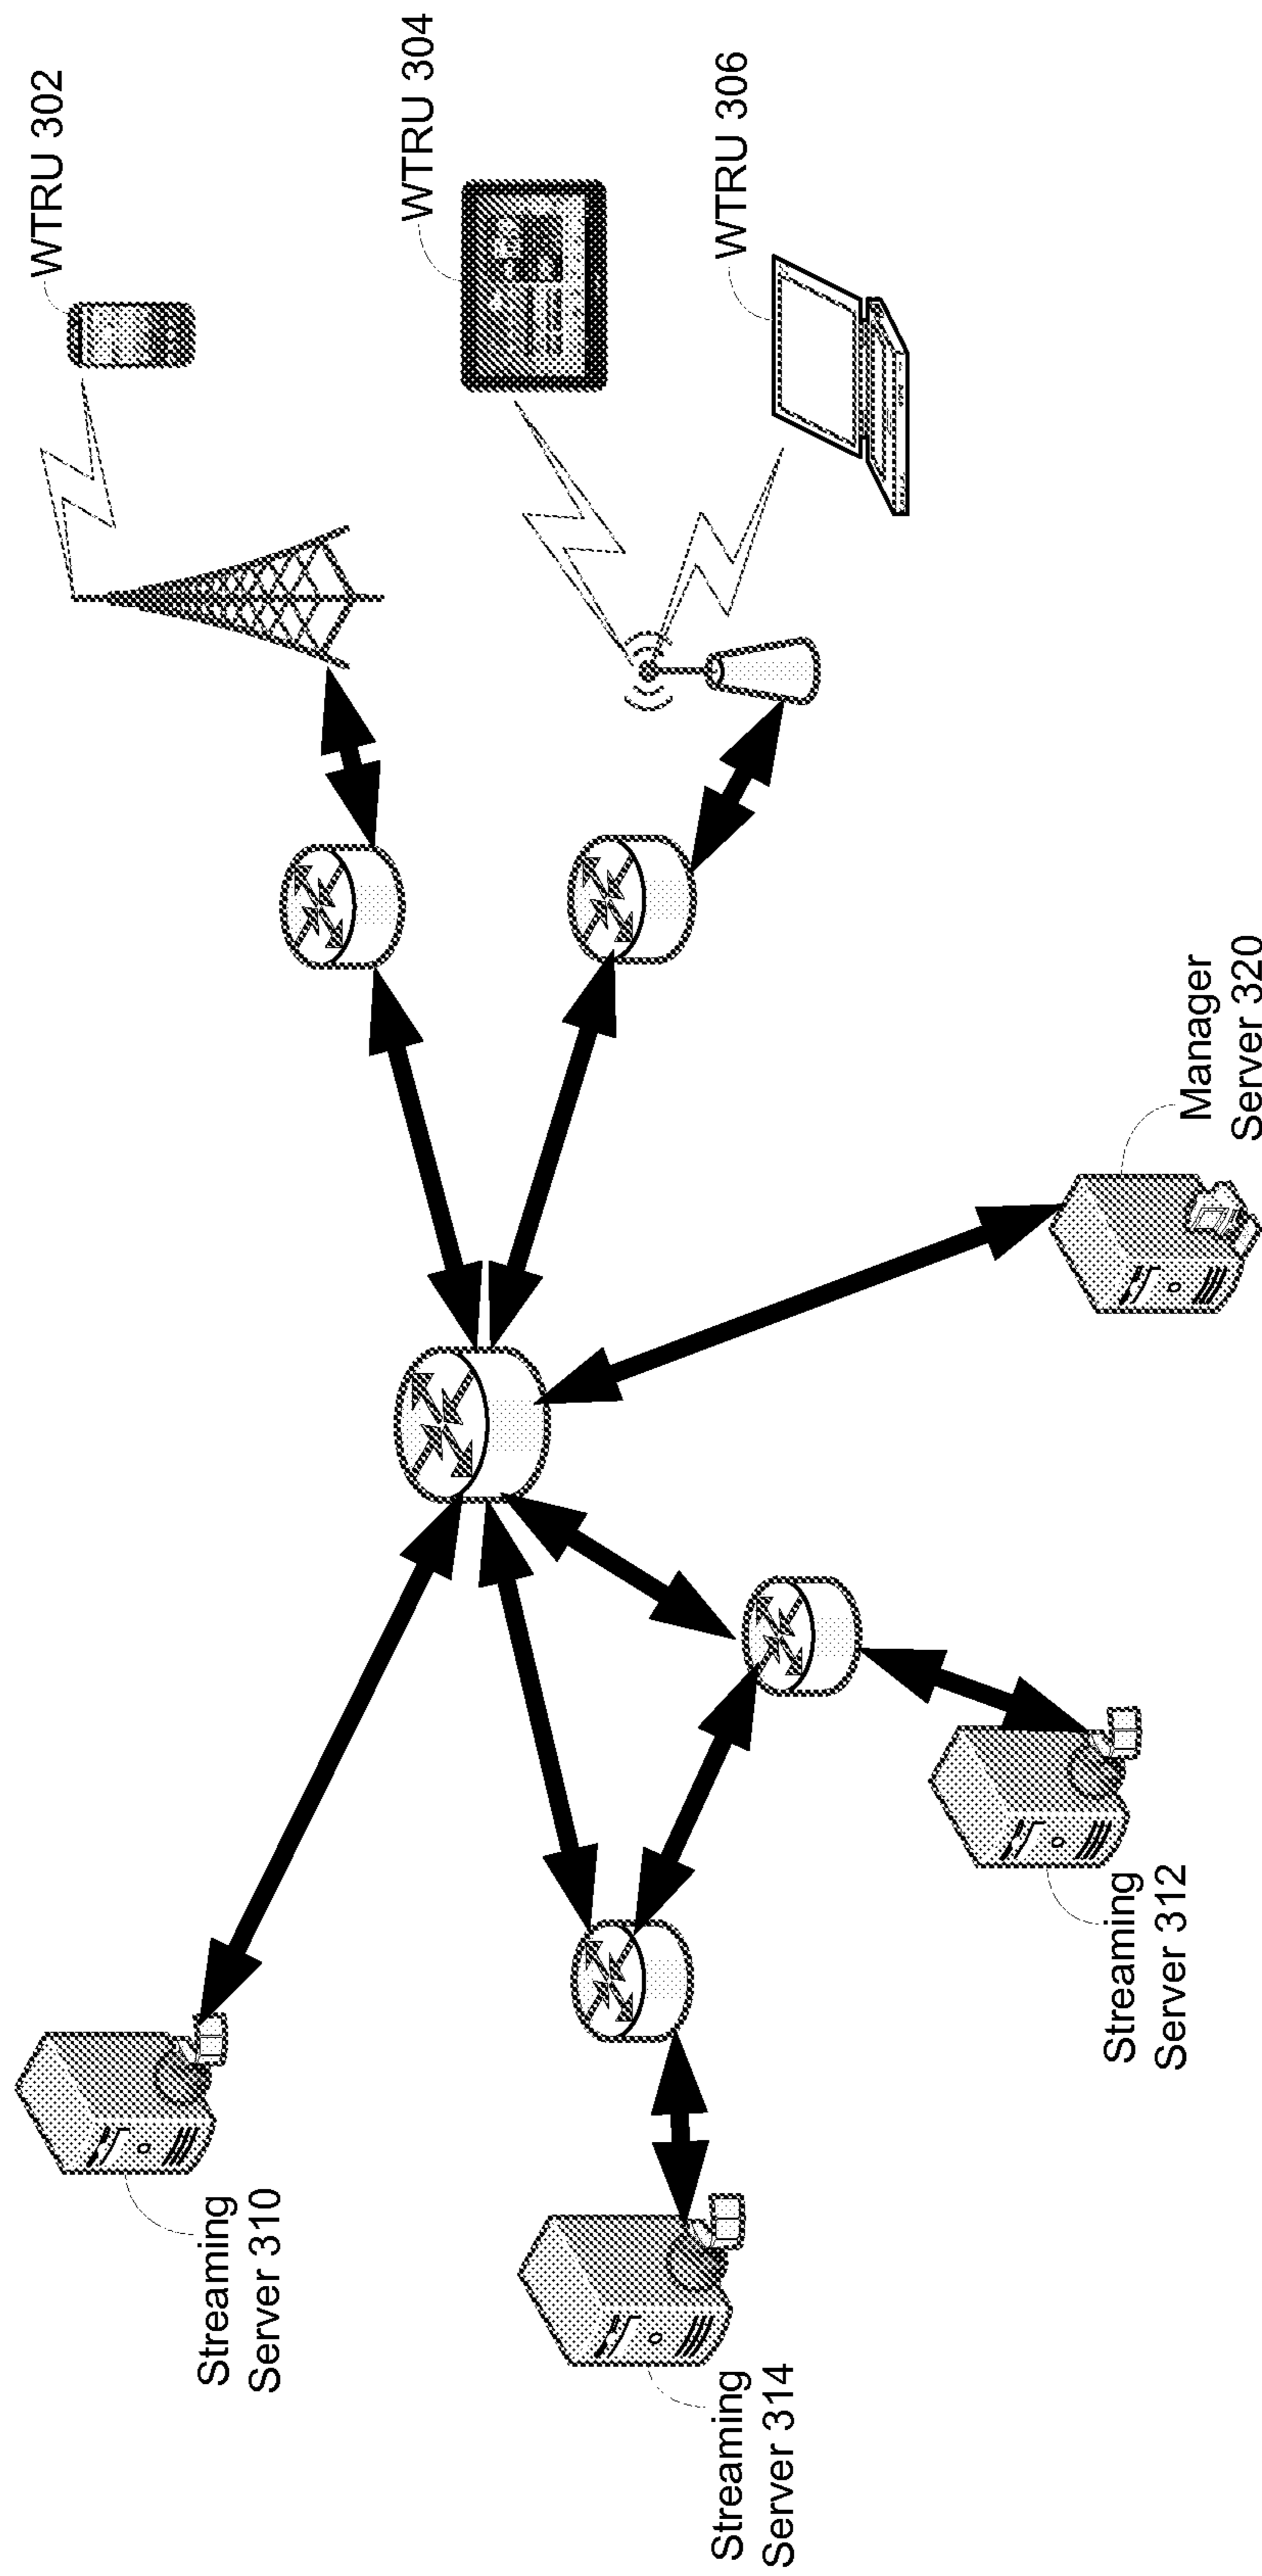 WTRU 302
WTRU 304
WTRU 306
Manager
Server 320
Streaming
Server 310
Streaming
Server 312
Streaming
Server 314